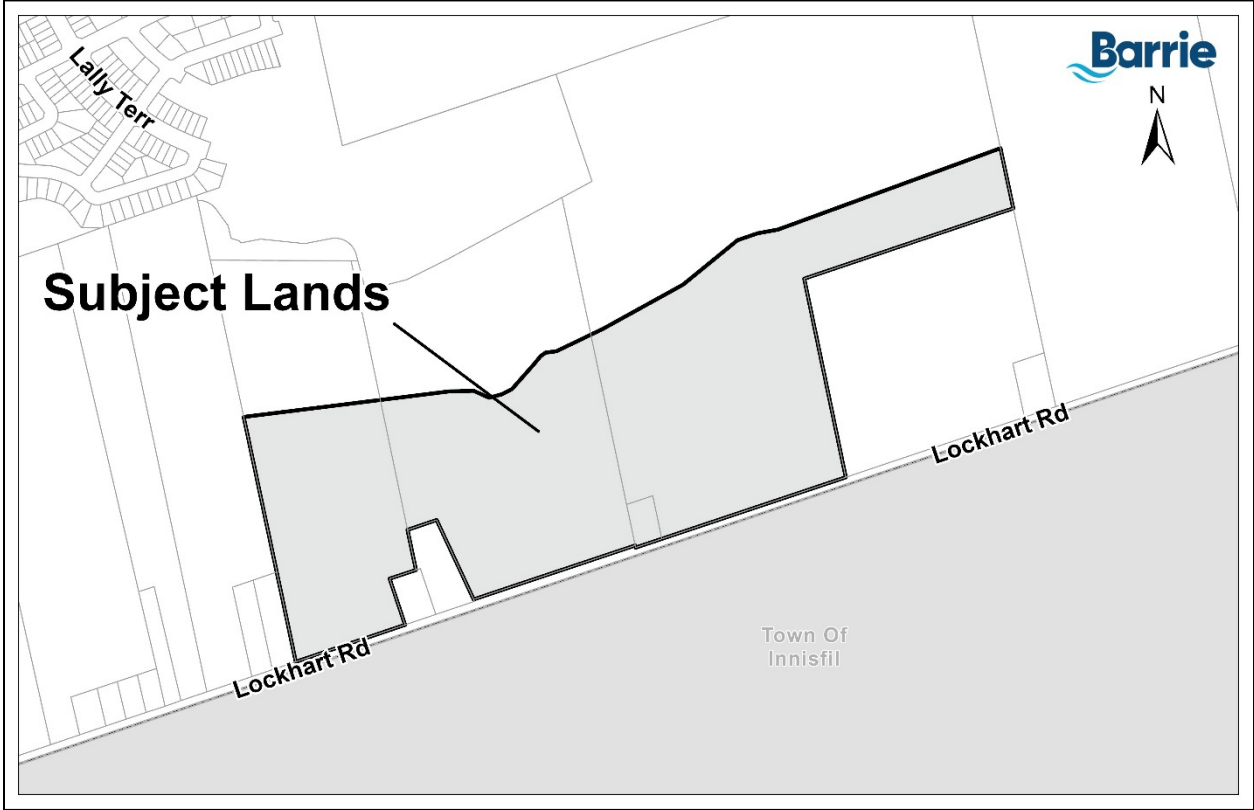 Barrie
N
Lally Terr
Subject Lands
Lockhart Rd
Town Of
Innisfil
Lockhart Rd